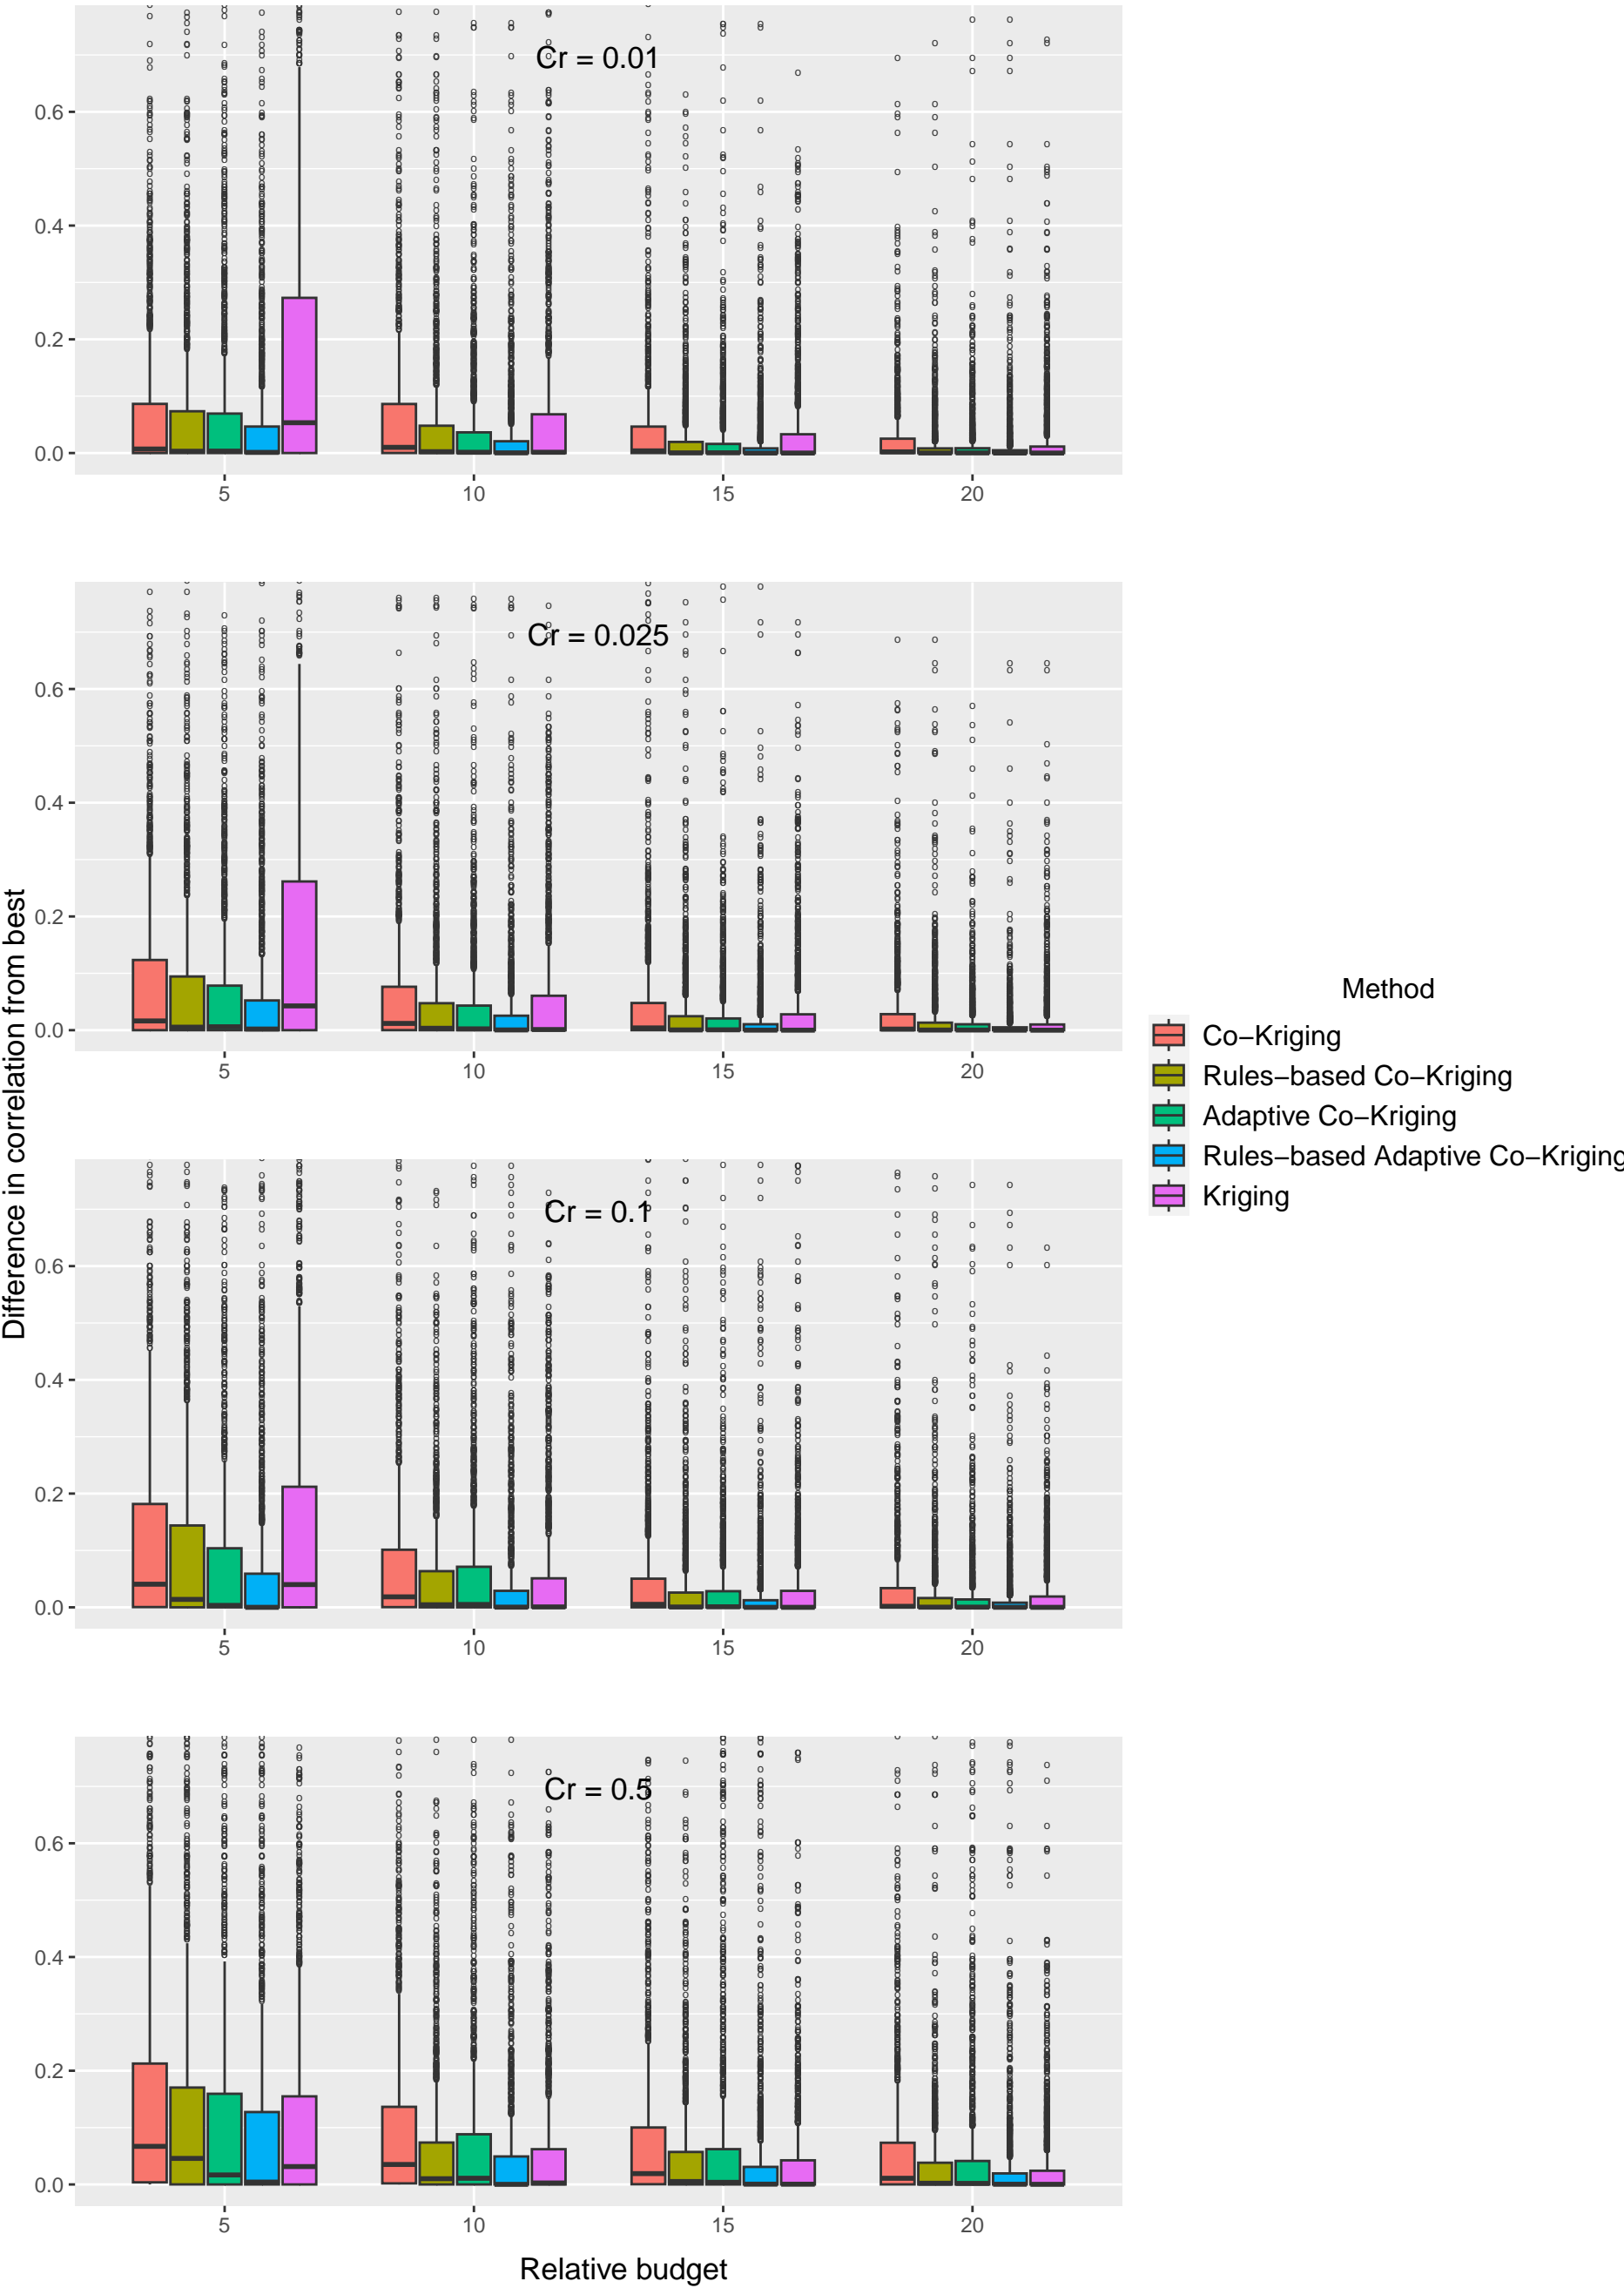 Cr = 0.01
0.6
0.4
0.2
0.0
5 10 15 20
Cr = 0.025
0.6
0.4
0.2
0.0
5 10 15 20
Cr = 0.1
0.6
0.4
0.2
0.0
5 10 15 20
Cr = 0.5
0.6
0.4
0.2
0.0
5 10 15 20
Difference in correlation from best
Relative budget
Method
Co−Kriging
Rules−based Co−Kriging
Adaptive Co−Kriging
Rules−based Adaptive Co−Kriging
Kriging